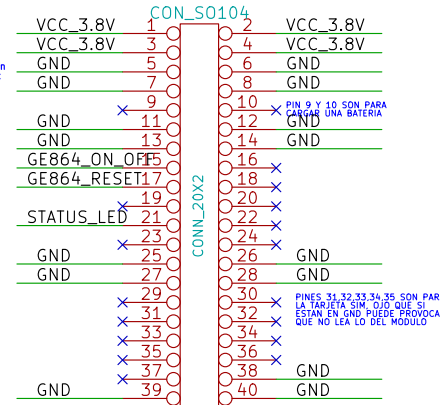 CON_SO104
VCC_3.8V 1 2 VCC_3.8V
VCC_3.8V 3 4 VCC_3.8V
GND 5 6 GND
GND 7 8 GND
9 10 PIN 9 Y 10 SON PARA
CARGAR UNA BATERIA
GND 11 12 GND
GND 13 14 GND
GE864_ON_OFF 15 16
GE864_RESET 17 18
19 20
STATUS_LED 21 22
23 24
CONN_20X2
GND 25 26 GND
GND 27 28 GND
29 30 PINES 31,32,33,34,35 SON PAR
LA TARJETA SIM, OJO QUE SI
31 32 ESTAN EN GND PUEDE PROVOCA
QUE NO LEA LO DEL MODULO
33 34
35 36
37 38 GND
GND 39 40 GND